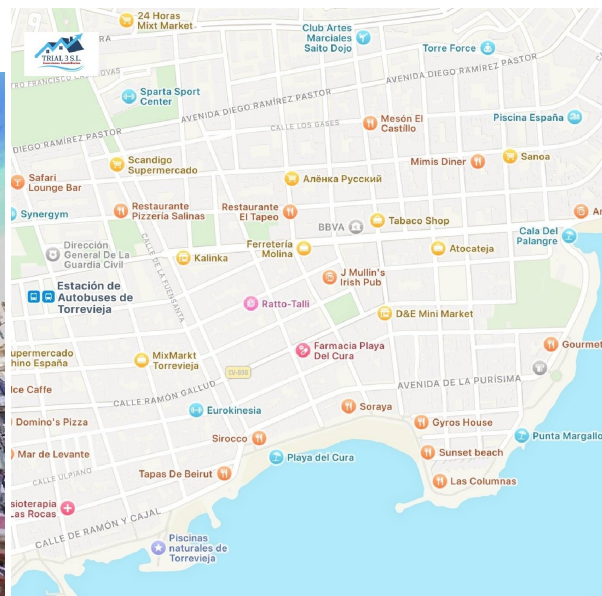 24 Horas
Mixt Market
Club Artes
Marciales
Saito Dojo
Torre Force
TRIAL 3 S.L.
AVENIDA DIEGO RAMÍREZ PASTOR
Sparta Sport
Center
AVENIDA DIEGO RAMÍREZ PASTOR
Piscina España
CALLE LOS GASES
Mesón El
Castillo
DIEGO RAMÍREZ PASTOR
Scandigo
Supermercado
Mimis Diner
Sanoa
Safari
Lounge Bar
Алёнка Русский
Synergym
Restaurante
Pizzería Salinas
Restaurante
El Tapeo
BBVA
Tabaco Shop
Cala Del
Palangre
Dirección
General De La
Guardia Civil
CALLE DE LA FUENSANTA
Kalinka
Ferretería
Molina
Atocateja
J Mullin's
Irish Pub
Estación de
Autobuses de
Torrevieja
Ratto-Talli
D&E Mini Market
upermercado
hino España
MixMarkt
Torrevieja
Farmacia Playa
Del Cura
Gourmet
CU-898
AVENIDA DE LA PURÍSIMA
Ice Caffe
CALLE RAMÓN GALLUD
Eurokinesia
Soraya
Domino's Pizza
Gyros House
Sirocco
Punta Margallo
Mar de Levante
Playa del Cura
Sunset beach
CALLE ULPIANO
Tapas De Beirut
Las Columnas
sioterapia
Las Rocas
CALLE DE RAMÓN Y CAJAL
Piscinas
naturales de
Torrevieja